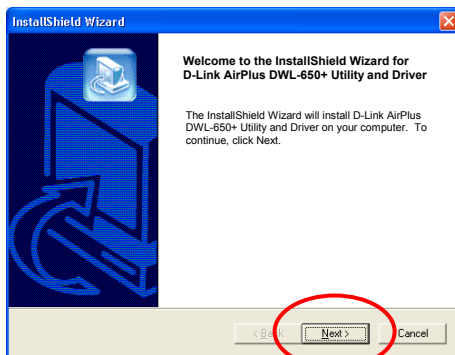 InstallShield Wizard
Welcome to the InstallShield Wizard for
D-Link AirPlus DWL-650+ Utility and Driver
The InstallShield Wizard will install D-Link AirPlus
DWL-650+ Utility and Driver on your computer. To
continue, click Next.
< Back Next > Cancel